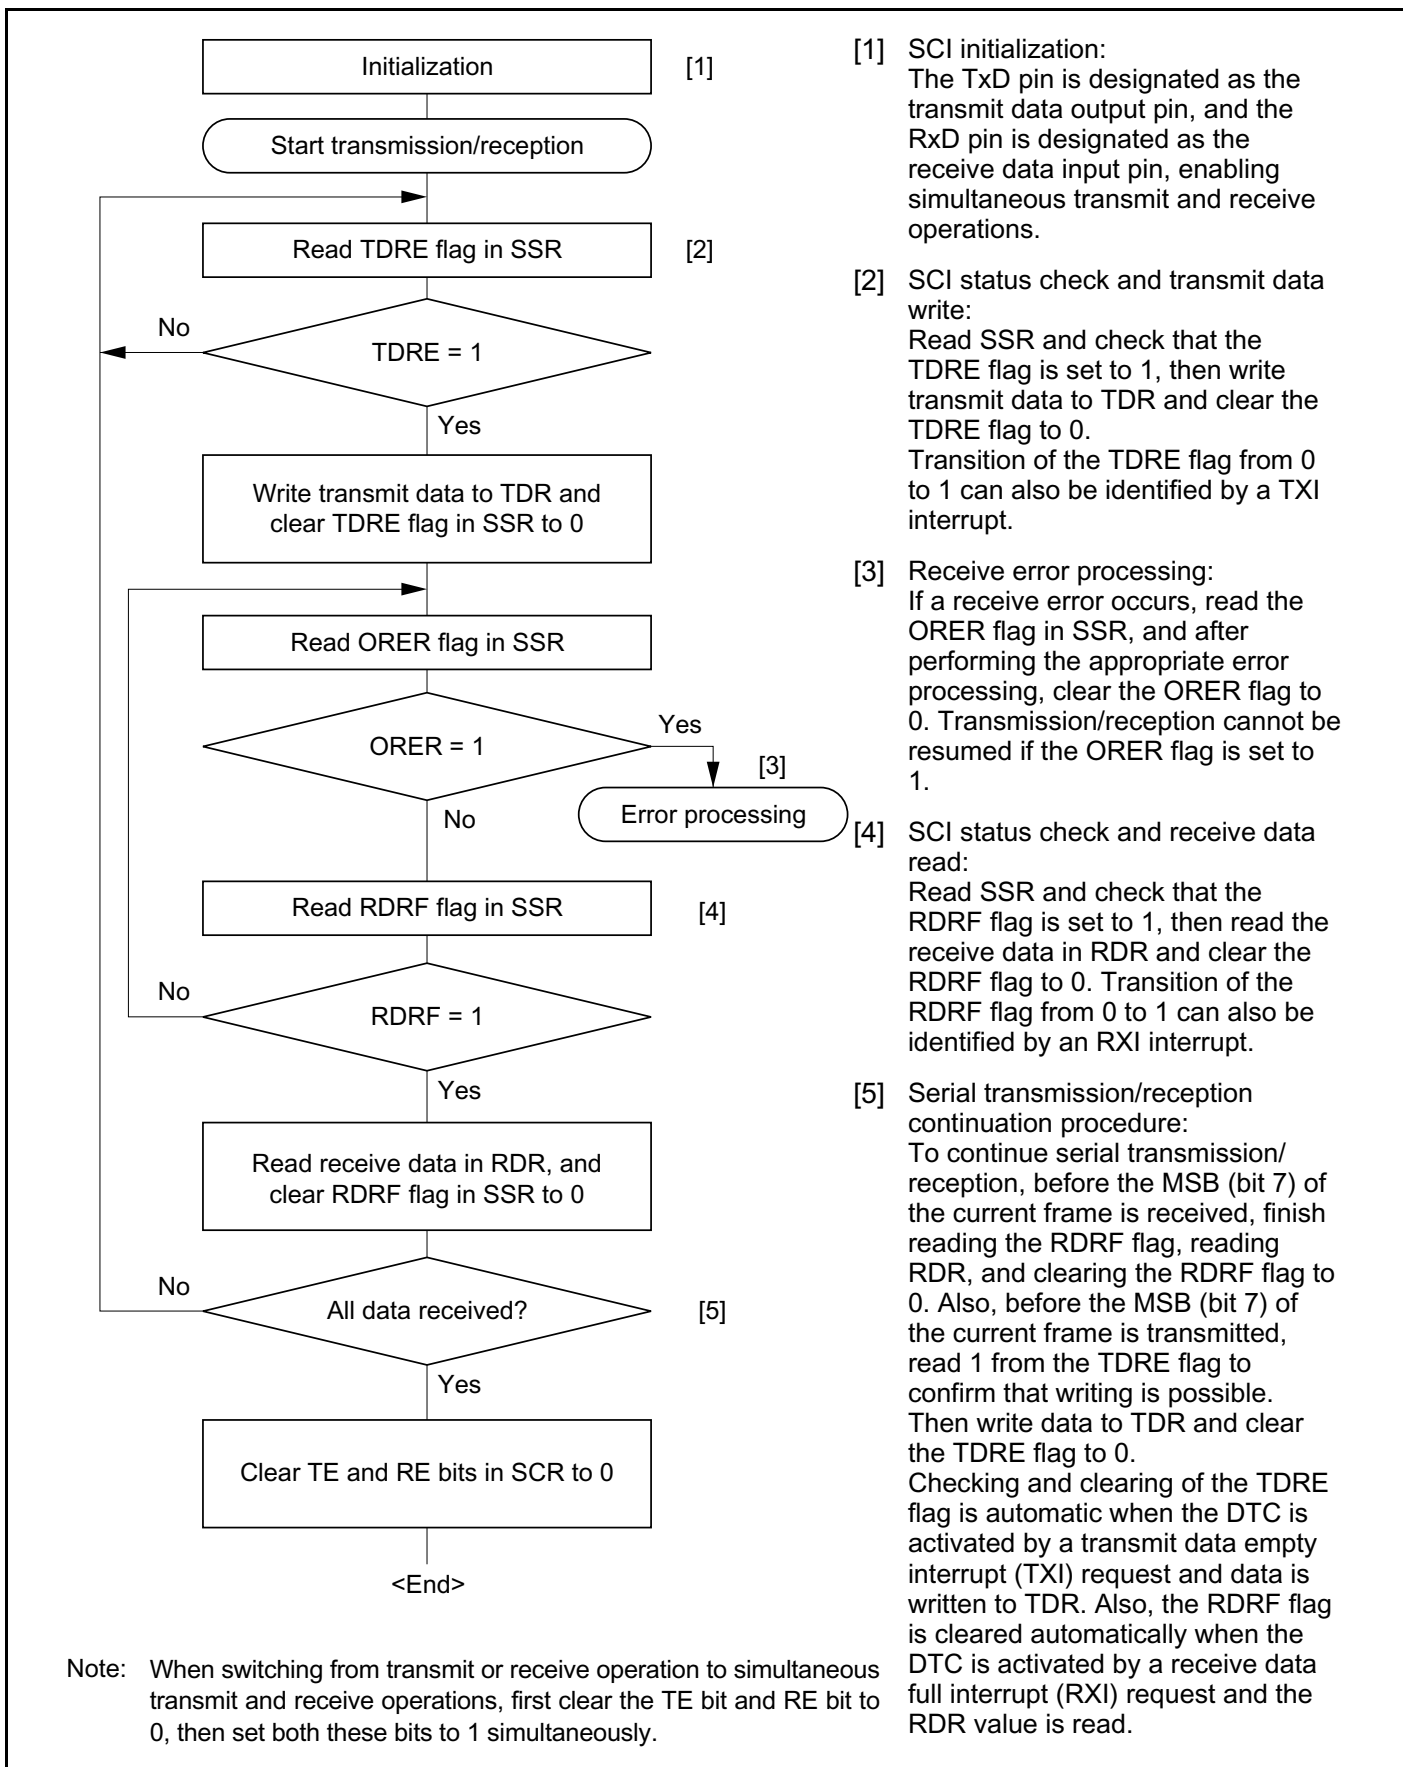 Initialization
[1]
Start transmission/reception
Read TDRE flag in SSR
[2]
No
TDRE = 1
Yes
Write transmit data to TDR and
clear TDRE flag in SSR to 0
Read ORER flag in SSR
Yes
ORER = 1
[3]
No
Error processing
Read RDRF flag in SSR
[4]
No
RDRF = 1
Yes
Read receive data in RDR, and
clear RDRF flag in SSR to 0
No
All data received?
[5]
Yes
Clear TE and RE bits in SCR to 0
<End>
[1] SCI initialization:
The TxD pin is designated as the
transmit data output pin, and the
RxD pin is designated as the
receive data input pin, enabling
simultaneous transmit and receive
operations.
[2] SCI status check and transmit data
write:
Read SSR and check that the
TDRE flag is set to 1, then write
transmit data to TDR and clear the
TDRE flag to 0.
Transition of the TDRE flag from 0
to 1 can also be identified by a TXI
interrupt.
[3] Receive error processing:
If a receive error occurs, read the
ORER flag in SSR, and after
performing the appropriate error
processing, clear the ORER flag to
0. Transmission/reception cannot be
resumed if the ORER flag is set to
1.
[4] SCI status check and receive data
read:
Read SSR and check that the
RDRF flag is set to 1, then read the
receive data in RDR and clear the
RDRF flag to 0. Transition of the
RDRF flag from 0 to 1 can also be
identified by an RXI interrupt.
[5] Serial transmission/reception
continuation procedure:
To continue serial transmission/
reception, before the MSB (bit 7) of
the current frame is received, finish
reading the RDRF flag, reading
RDR, and clearing the RDRF flag to
0. Also, before the MSB (bit 7) of
the current frame is transmitted,
read 1 from the TDRE flag to
confirm that writing is possible.
Then write data to TDR and clear
the TDRE flag to 0.
Checking and clearing of the TDRE
flag is automatic when the DTC is
activated by a transmit data empty
interrupt (TXI) request and data is
written to TDR. Also, the RDRF flag
is cleared automatically when the
DTC is activated by a receive data
full interrupt (RXI) request and the
RDR value is read.
Note: When switching from transmit or receive operation to simultaneous
transmit and receive operations, first clear the TE bit and RE bit to
0, then set both these bits to 1 simultaneously.